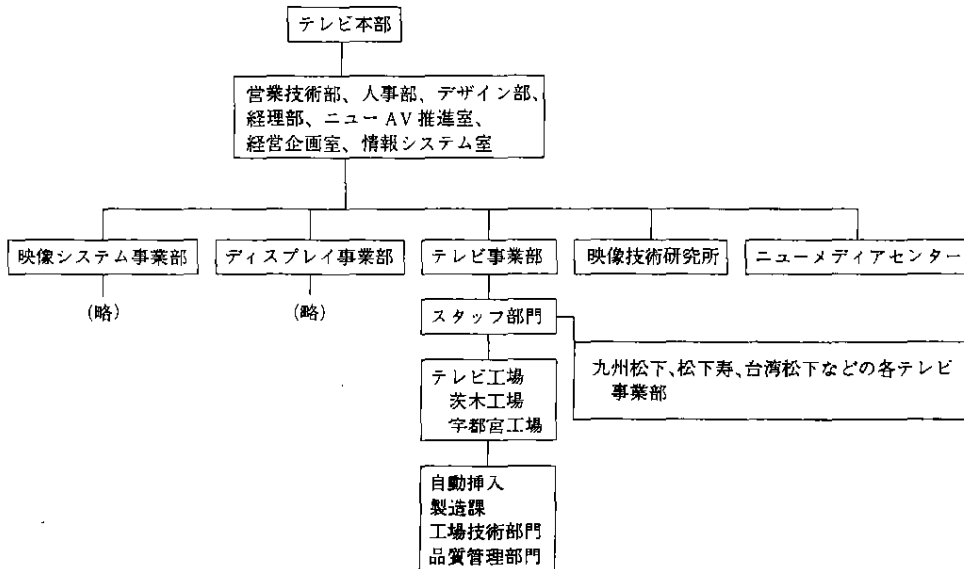 テレビ本部
営業技術部、人事部、デザイン部、
経理部、ニューAV推進室、
経営企画室、情報システム室
映像システム事業部
ディスプレイ事業部
テレビ事業部
映像技術研究所
ニューメディアセンター
(略)
(略)
スタッフ部門
九州松下、松下寿、台湾松下などの各テレビ
事業部
テレビ工場
茨木工場
宇都宮工場
自動挿入
製造課
工場技術部門
品質管理部門